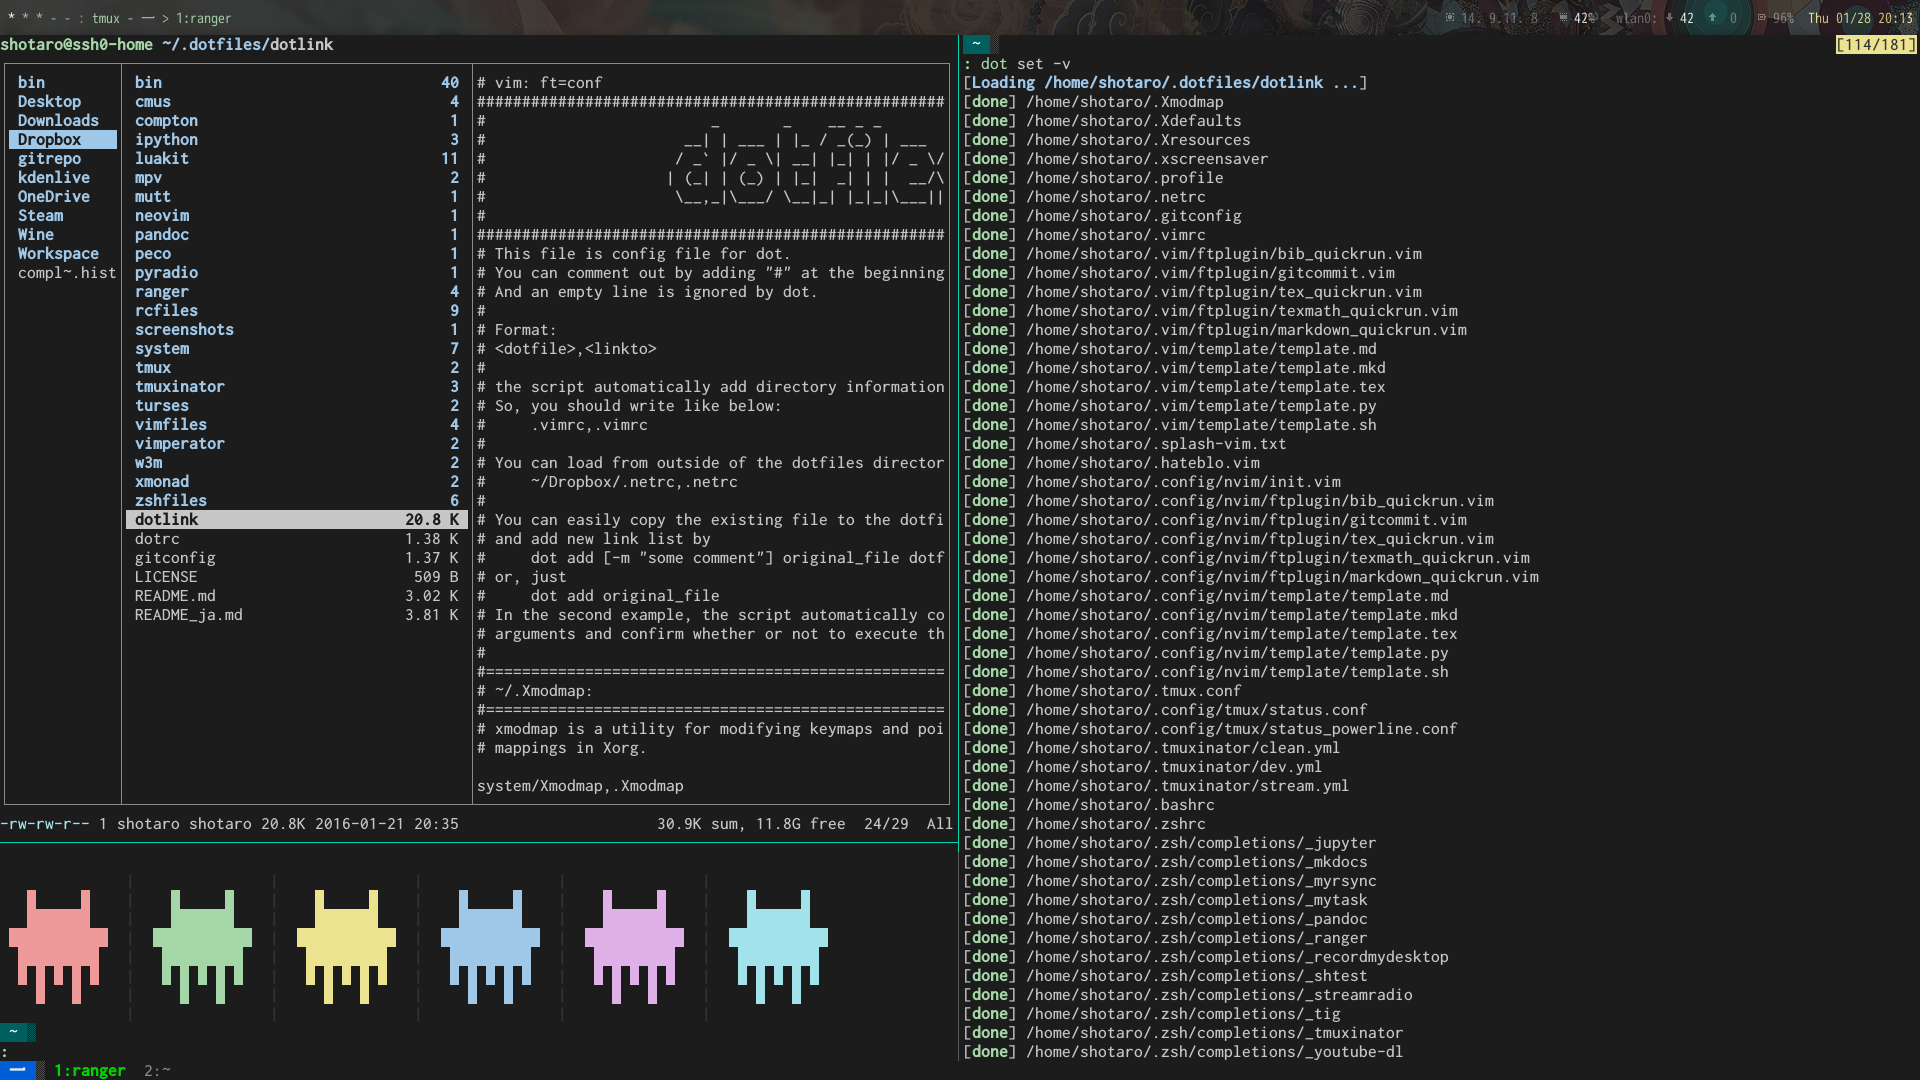 * * * - - : tmux - 一 > 1:ranger
14. 9.11. 8 42% wlan0: 42 0 96% Thu 01/28 20:13
shotaro@ssh0-home ~/.dotfiles/dotlink
bin
Desktop
Downloads
Dropbox
gitrepo
kdenlive
OneDrive
Steam
Wine
Workspace
compl~.hist
bin 40
cmus 4
compton 1
ipython 3
luakit 11
mpv 2
mutt 1
neovim 1
pandoc 1
peco 1
pyradio 1
ranger 4
rcfiles 9
screenshots 1
system 7
tmux 2
tmuxinator 3
turses 2
vimfiles 4
vimperator 2
w3m 2
xmonad 2
zshfiles 6
dotlink 20.8 K
dotrc 1.38 K
gitconfig 1.37 K
LICENSE 509 B
README.md 3.02 K
README_ja.md 3.81 K
# vim: ft=conf
####################################################
#                         _       _    __ _ _
#                      __| | ___ | |_ / _(_) | ___
#                     / _` |/ _ \| __| |_| | |/ _ \/
#                    | (_| | (_) | |_|  _| | |  __/\
#                     \__,_|\___/ \__|_| |_|_|\___||
#
####################################################
# This file is config file for dot.
# You can comment out by adding "#" at the beginning
# And an empty line is ignored by dot.
#
# Format:
# <dotfile>,<linkto>
#
# the script automatically add directory information
# So, you should write like below:
#     .vimrc,.vimrc
#
# You can load from outside of the dotfiles director
#     ~/Dropbox/.netrc,.netrc
#
# You can easily copy the existing file to the dotfi
# and add new link list by
#     dot add [-m "some comment"] original_file dotf
# or, just
#     dot add original_file
# In the second example, the script automatically co
# arguments and confirm whether or not to execute th
#
#===================================================
# ~/.Xmodmap:
#===================================================
# xmodmap is a utility for modifying keymaps and poi
# mappings in Xorg.
system/Xmodmap,.Xmodmap
-rw-rw-r-- 1 shotaro shotaro 20.8K 2016-01-21 20:35 30.9K sum, 11.8G free 24/29 All
~
:
一 1:ranger 2:~
~ [114/181]
: dot set -v
[Loading /home/shotaro/.dotfiles/dotlink ...]
[done] /home/shotaro/.Xmodmap
[done] /home/shotaro/.Xdefaults
[done] /home/shotaro/.Xresources
[done] /home/shotaro/.xscreensaver
[done] /home/shotaro/.profile
[done] /home/shotaro/.netrc
[done] /home/shotaro/.gitconfig
[done] /home/shotaro/.vimrc
[done] /home/shotaro/.vim/ftplugin/bib_quickrun.vim
[done] /home/shotaro/.vim/ftplugin/gitcommit.vim
[done] /home/shotaro/.vim/ftplugin/tex_quickrun.vim
[done] /home/shotaro/.vim/ftplugin/texmath_quickrun.vim
[done] /home/shotaro/.vim/ftplugin/markdown_quickrun.vim
[done] /home/shotaro/.vim/template/template.md
[done] /home/shotaro/.vim/template/template.mkd
[done] /home/shotaro/.vim/template/template.tex
[done] /home/shotaro/.vim/template/template.py
[done] /home/shotaro/.vim/template/template.sh
[done] /home/shotaro/.splash-vim.txt
[done] /home/shotaro/.hateblo.vim
[done] /home/shotaro/.config/nvim/init.vim
[done] /home/shotaro/.config/nvim/ftplugin/bib_quickrun.vim
[done] /home/shotaro/.config/nvim/ftplugin/gitcommit.vim
[done] /home/shotaro/.config/nvim/ftplugin/tex_quickrun.vim
[done] /home/shotaro/.config/nvim/ftplugin/texmath_quickrun.vim
[done] /home/shotaro/.config/nvim/ftplugin/markdown_quickrun.vim
[done] /home/shotaro/.config/nvim/template/template.md
[done] /home/shotaro/.config/nvim/template/template.mkd
[done] /home/shotaro/.config/nvim/template/template.tex
[done] /home/shotaro/.config/nvim/template/template.py
[done] /home/shotaro/.config/nvim/template/template.sh
[done] /home/shotaro/.tmux.conf
[done] /home/shotaro/.config/tmux/status.conf
[done] /home/shotaro/.config/tmux/status_powerline.conf
[done] /home/shotaro/.tmuxinator/clean.yml
[done] /home/shotaro/.tmuxinator/dev.yml
[done] /home/shotaro/.tmuxinator/stream.yml
[done] /home/shotaro/.bashrc
[done] /home/shotaro/.zshrc
[done] /home/shotaro/.zsh/completions/_jupyter
[done] /home/shotaro/.zsh/completions/_mkdocs
[done] /home/shotaro/.zsh/completions/_myrsync
[done] /home/shotaro/.zsh/completions/_mytask
[done] /home/shotaro/.zsh/completions/_pandoc
[done] /home/shotaro/.zsh/completions/_ranger
[done] /home/shotaro/.zsh/completions/_recordmydesktop
[done] /home/shotaro/.zsh/completions/_shtest
[done] /home/shotaro/.zsh/completions/_streamradio
[done] /home/shotaro/.zsh/completions/_tig
[done] /home/shotaro/.zsh/completions/_tmuxinator
[done] /home/shotaro/.zsh/completions/_youtube-dl